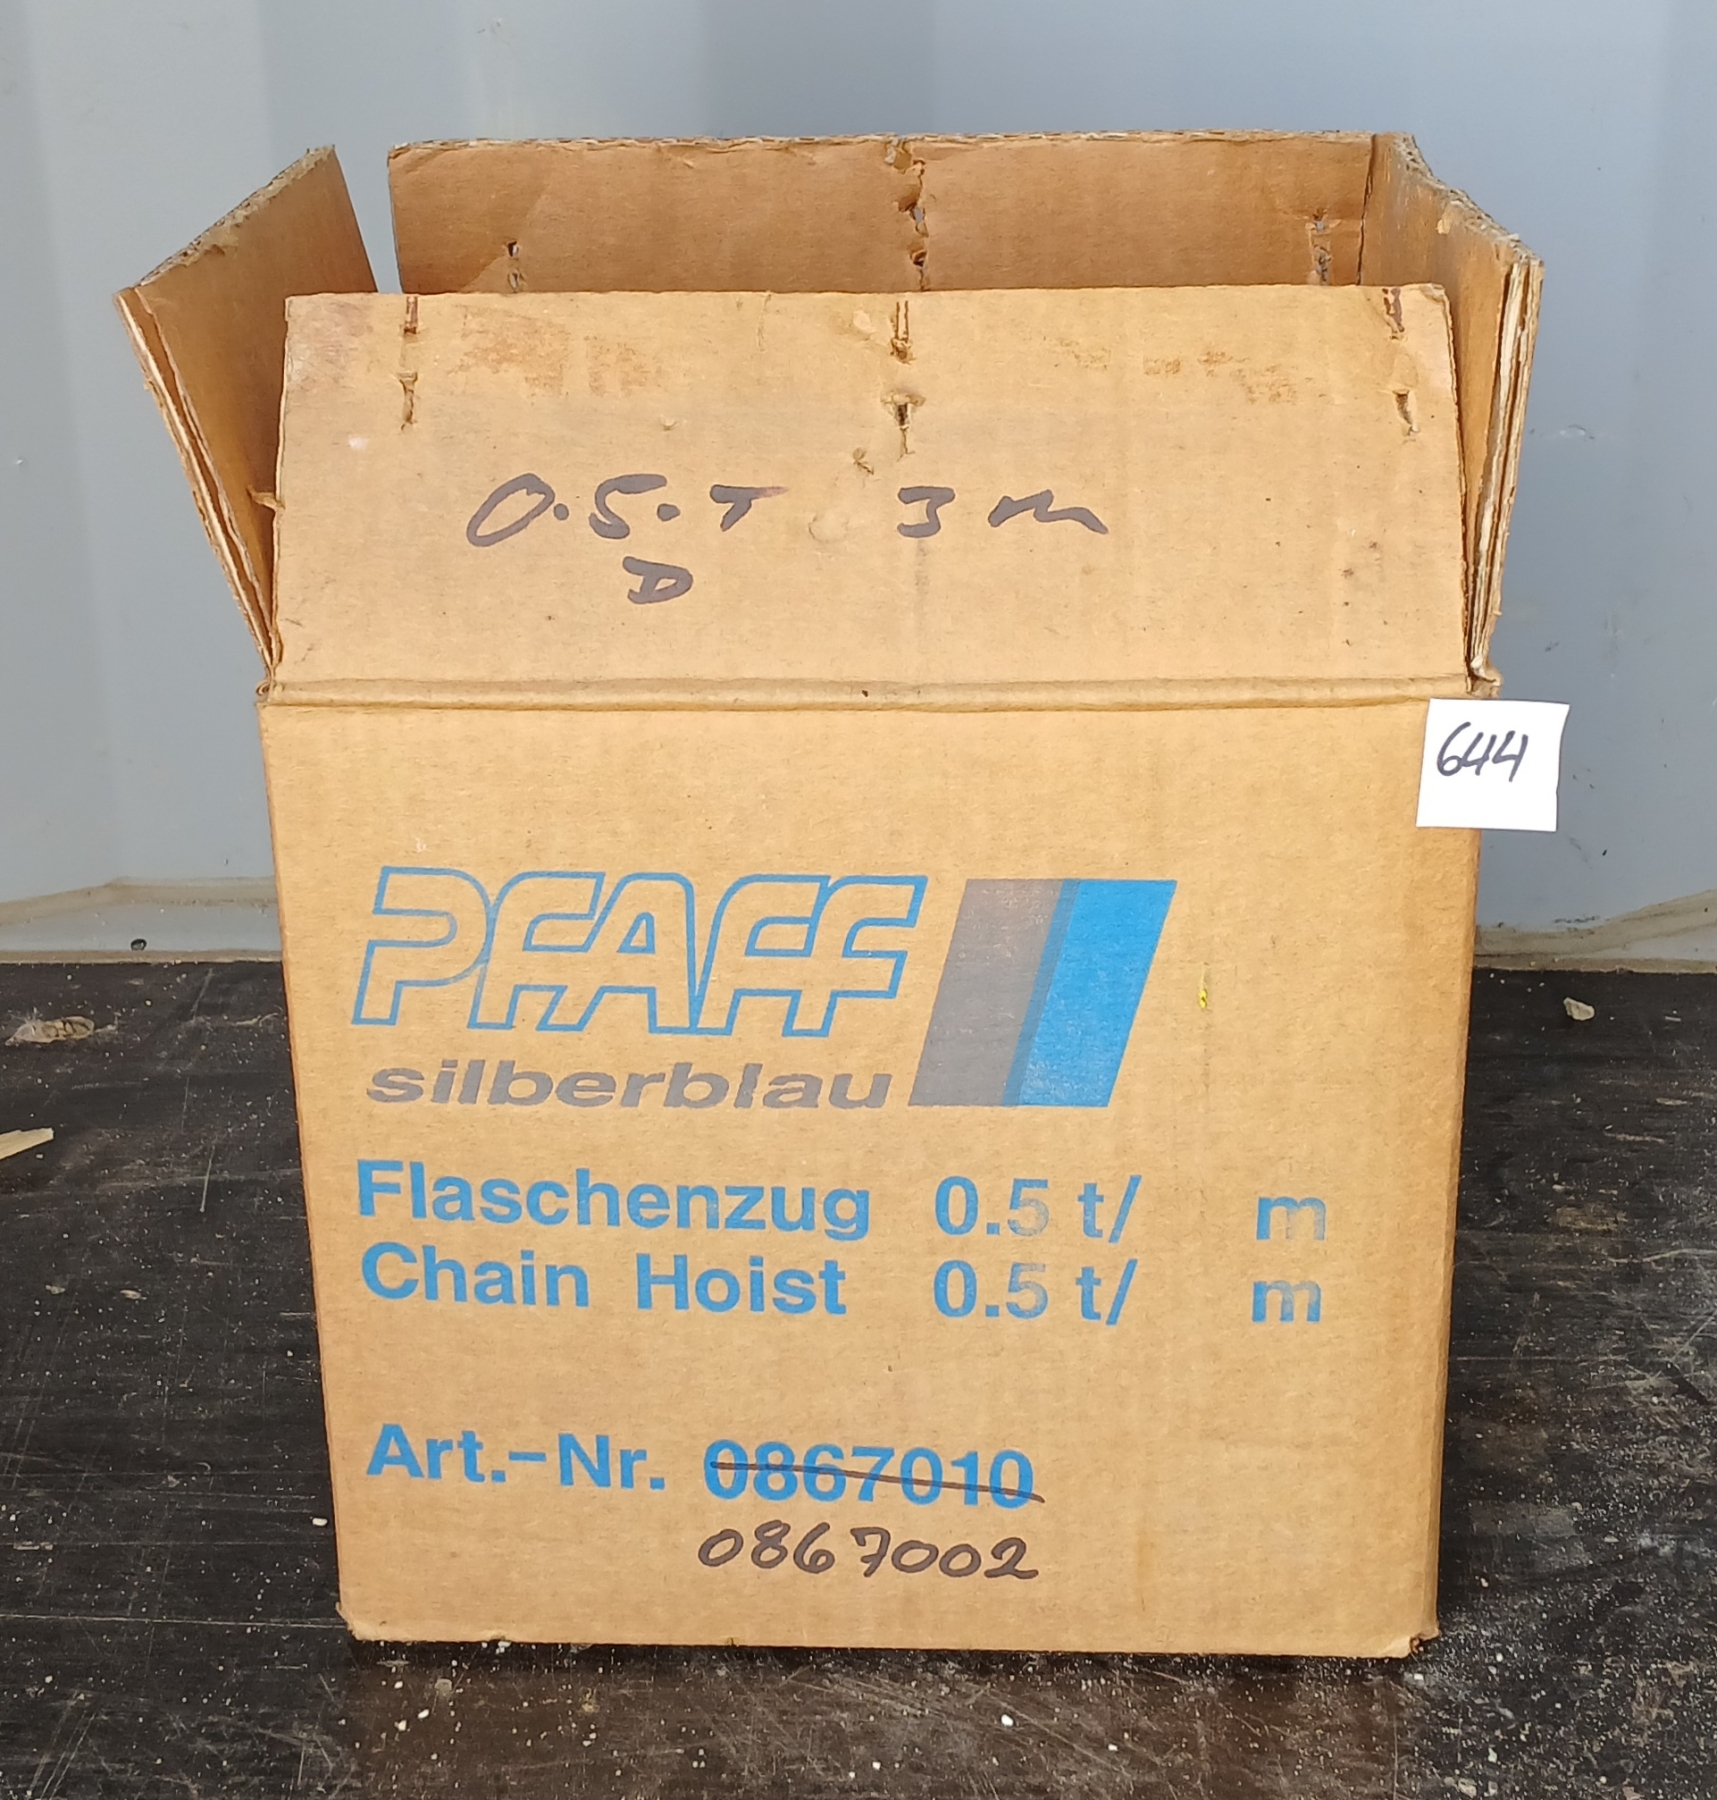 0.5.T 3 m
D
644
PFAFF
silberblau
Flaschenzug 0.5 t/ m
Chain Hoist 0.5 t/ m
Art.-Nr. 0867010
0867002